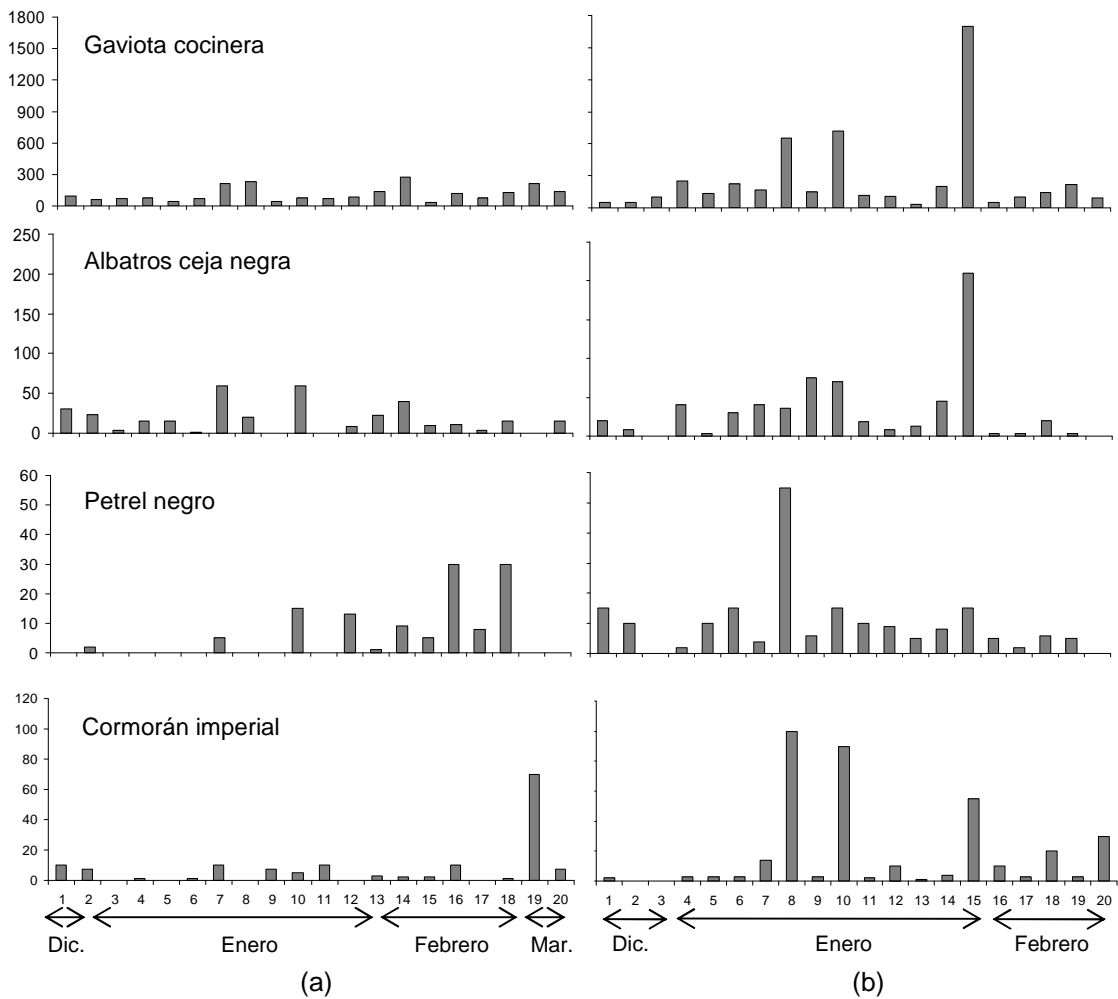 1800
1500
1200
900
600
300
0
Gaviota cocinera
250
200
150
100
50
0
Albatros ceja negra
60
50
40
30
20
10
0
Petrel negro
120
100
80
60
40
20
0
Cormorán imperial
1 2 3 4 5 6 7 8 9 10 11 12 13 14 15 16 17 18 19 20
Dic. Enero Febrero Mar.
(a)
1 2 3 4 5 6 7 8 9 10 11 12 13 14 15 16 17 18 19 20
Dic. Enero Febrero
(b)